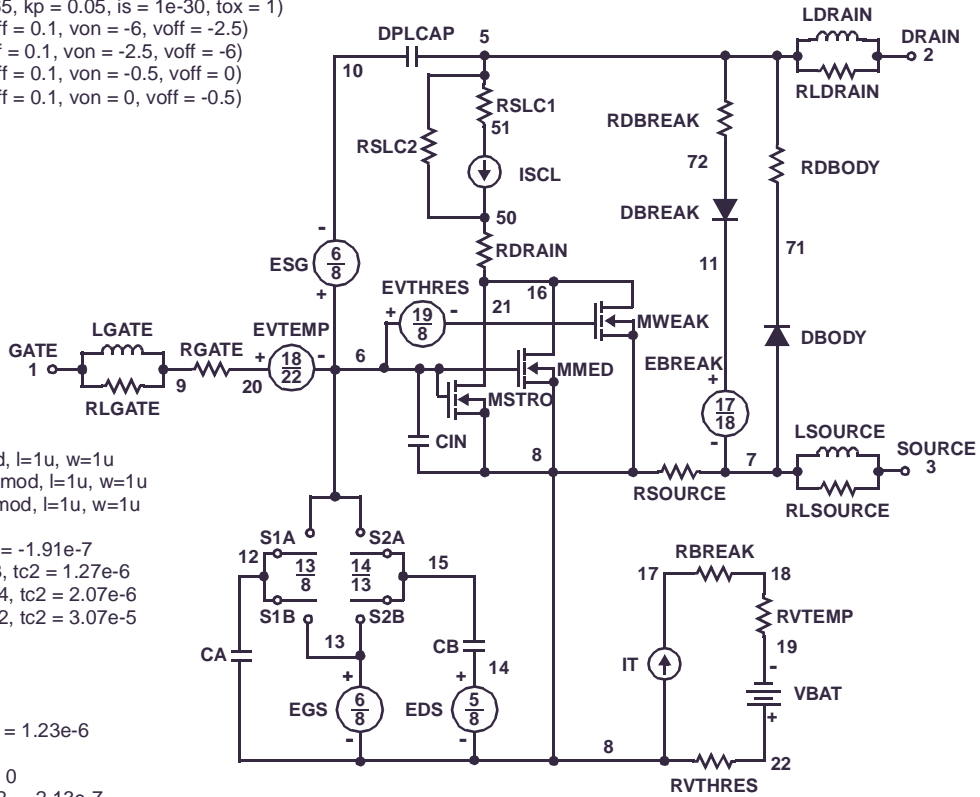 55, kp = 0.05, is = 1e-30, tox = 1)
ff = 0.1, von = -6, voff = -2.5)
f = 0.1, von = -2.5, voff = -6)
ff = 0.1, von = -0.5, voff = 0)
ff = 0.1, von = 0, voff = -0.5)
LDRAIN
DPLCAP
5
DRAIN
2
10
RLDRAIN
RSLC1
51
RDBREAK
RSLC2
72
RDBODY
ISCL
DBREAK
50
RDRAIN
71
-
ESG
6
8
+
11
EVTHRES
16
+
19
8
-
21
MWEAK
LGATE
EVTEMP
DBODY
GATE
1
RGATE
+
18
22
-
6
MMED
EBREAK
+
9
20
MSTRO
17
18
-
RLGATE
CIN
LSOURCE
SOURCE
3
8
7
RSOURCE
RLSOURCE
d, l=1u, w=1u
mod, l=1u, w=1u
mod, l=1u, w=1u
= -1.91e-7
3, tc2 = 1.27e-6
4, tc2 = 2.07e-6
2, tc2 = 3.07e-5
S1A
S2A
12
13
8
14
13
15
RBREAK
17
18
S1B
S2B
RVTEMP
13
CB
19
CA
14
IT
-
VBAT
+
+
EGS
6
8
-
+
EDS
5
8
-
= 1.23e-6
8
22
0
RVTHRES